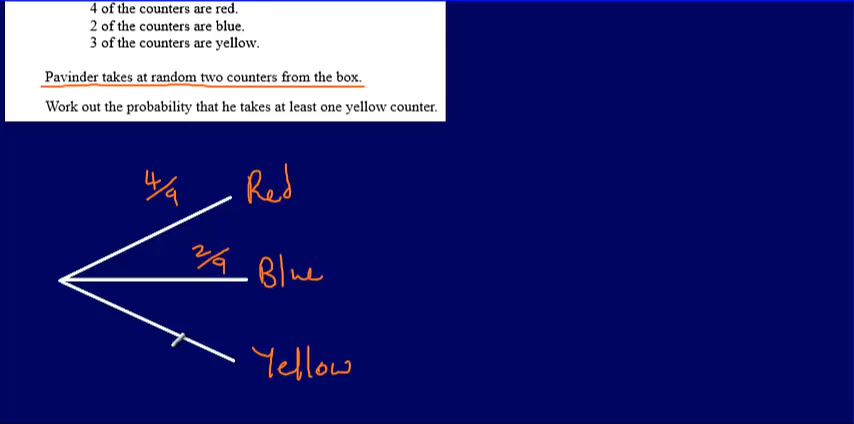 4 of the counters are red.
2 of the counters are blue.
3 of the counters are yellow.
Pavinder takes at random two counters from the box.
Work out the probability that he takes at least one yellow counter.
4/9 Red
2/9 Blue
Yellow